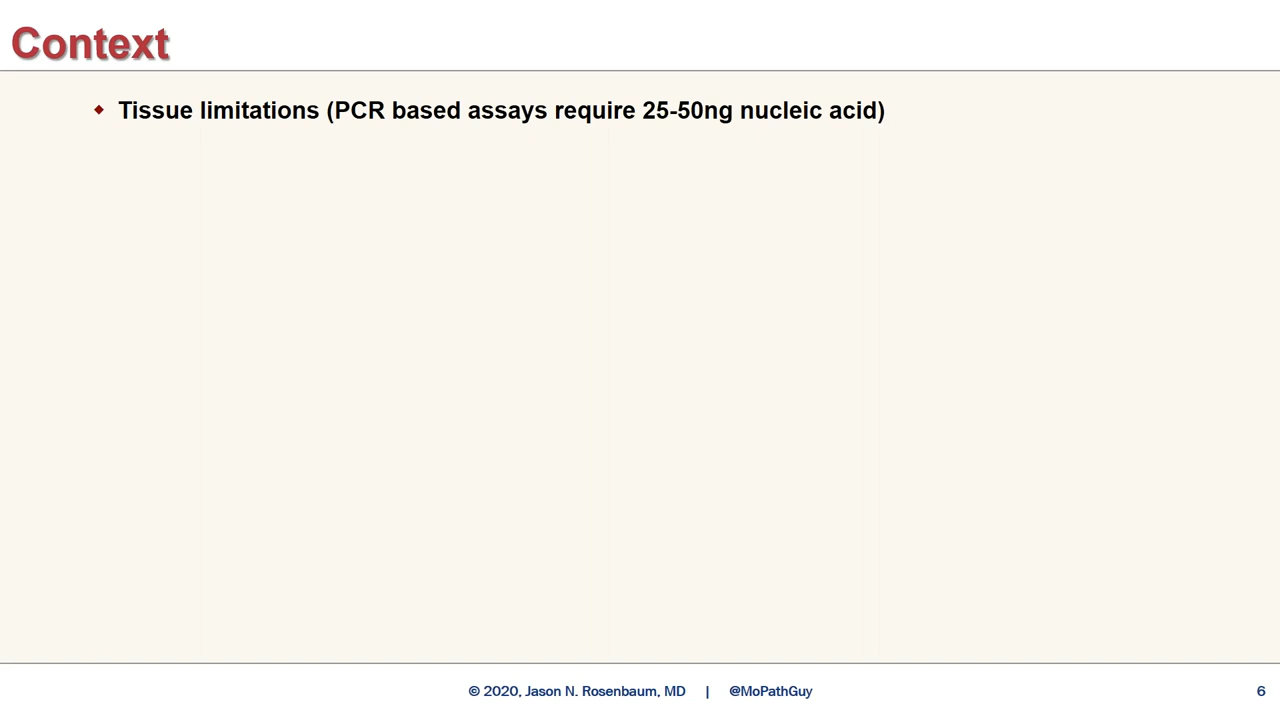 Context
Tissue limitations (PCR based assays require 25-50ng nucleic acid)
© 2020, Jason N. Rosenbaum, MD | @MoPathGuy
6